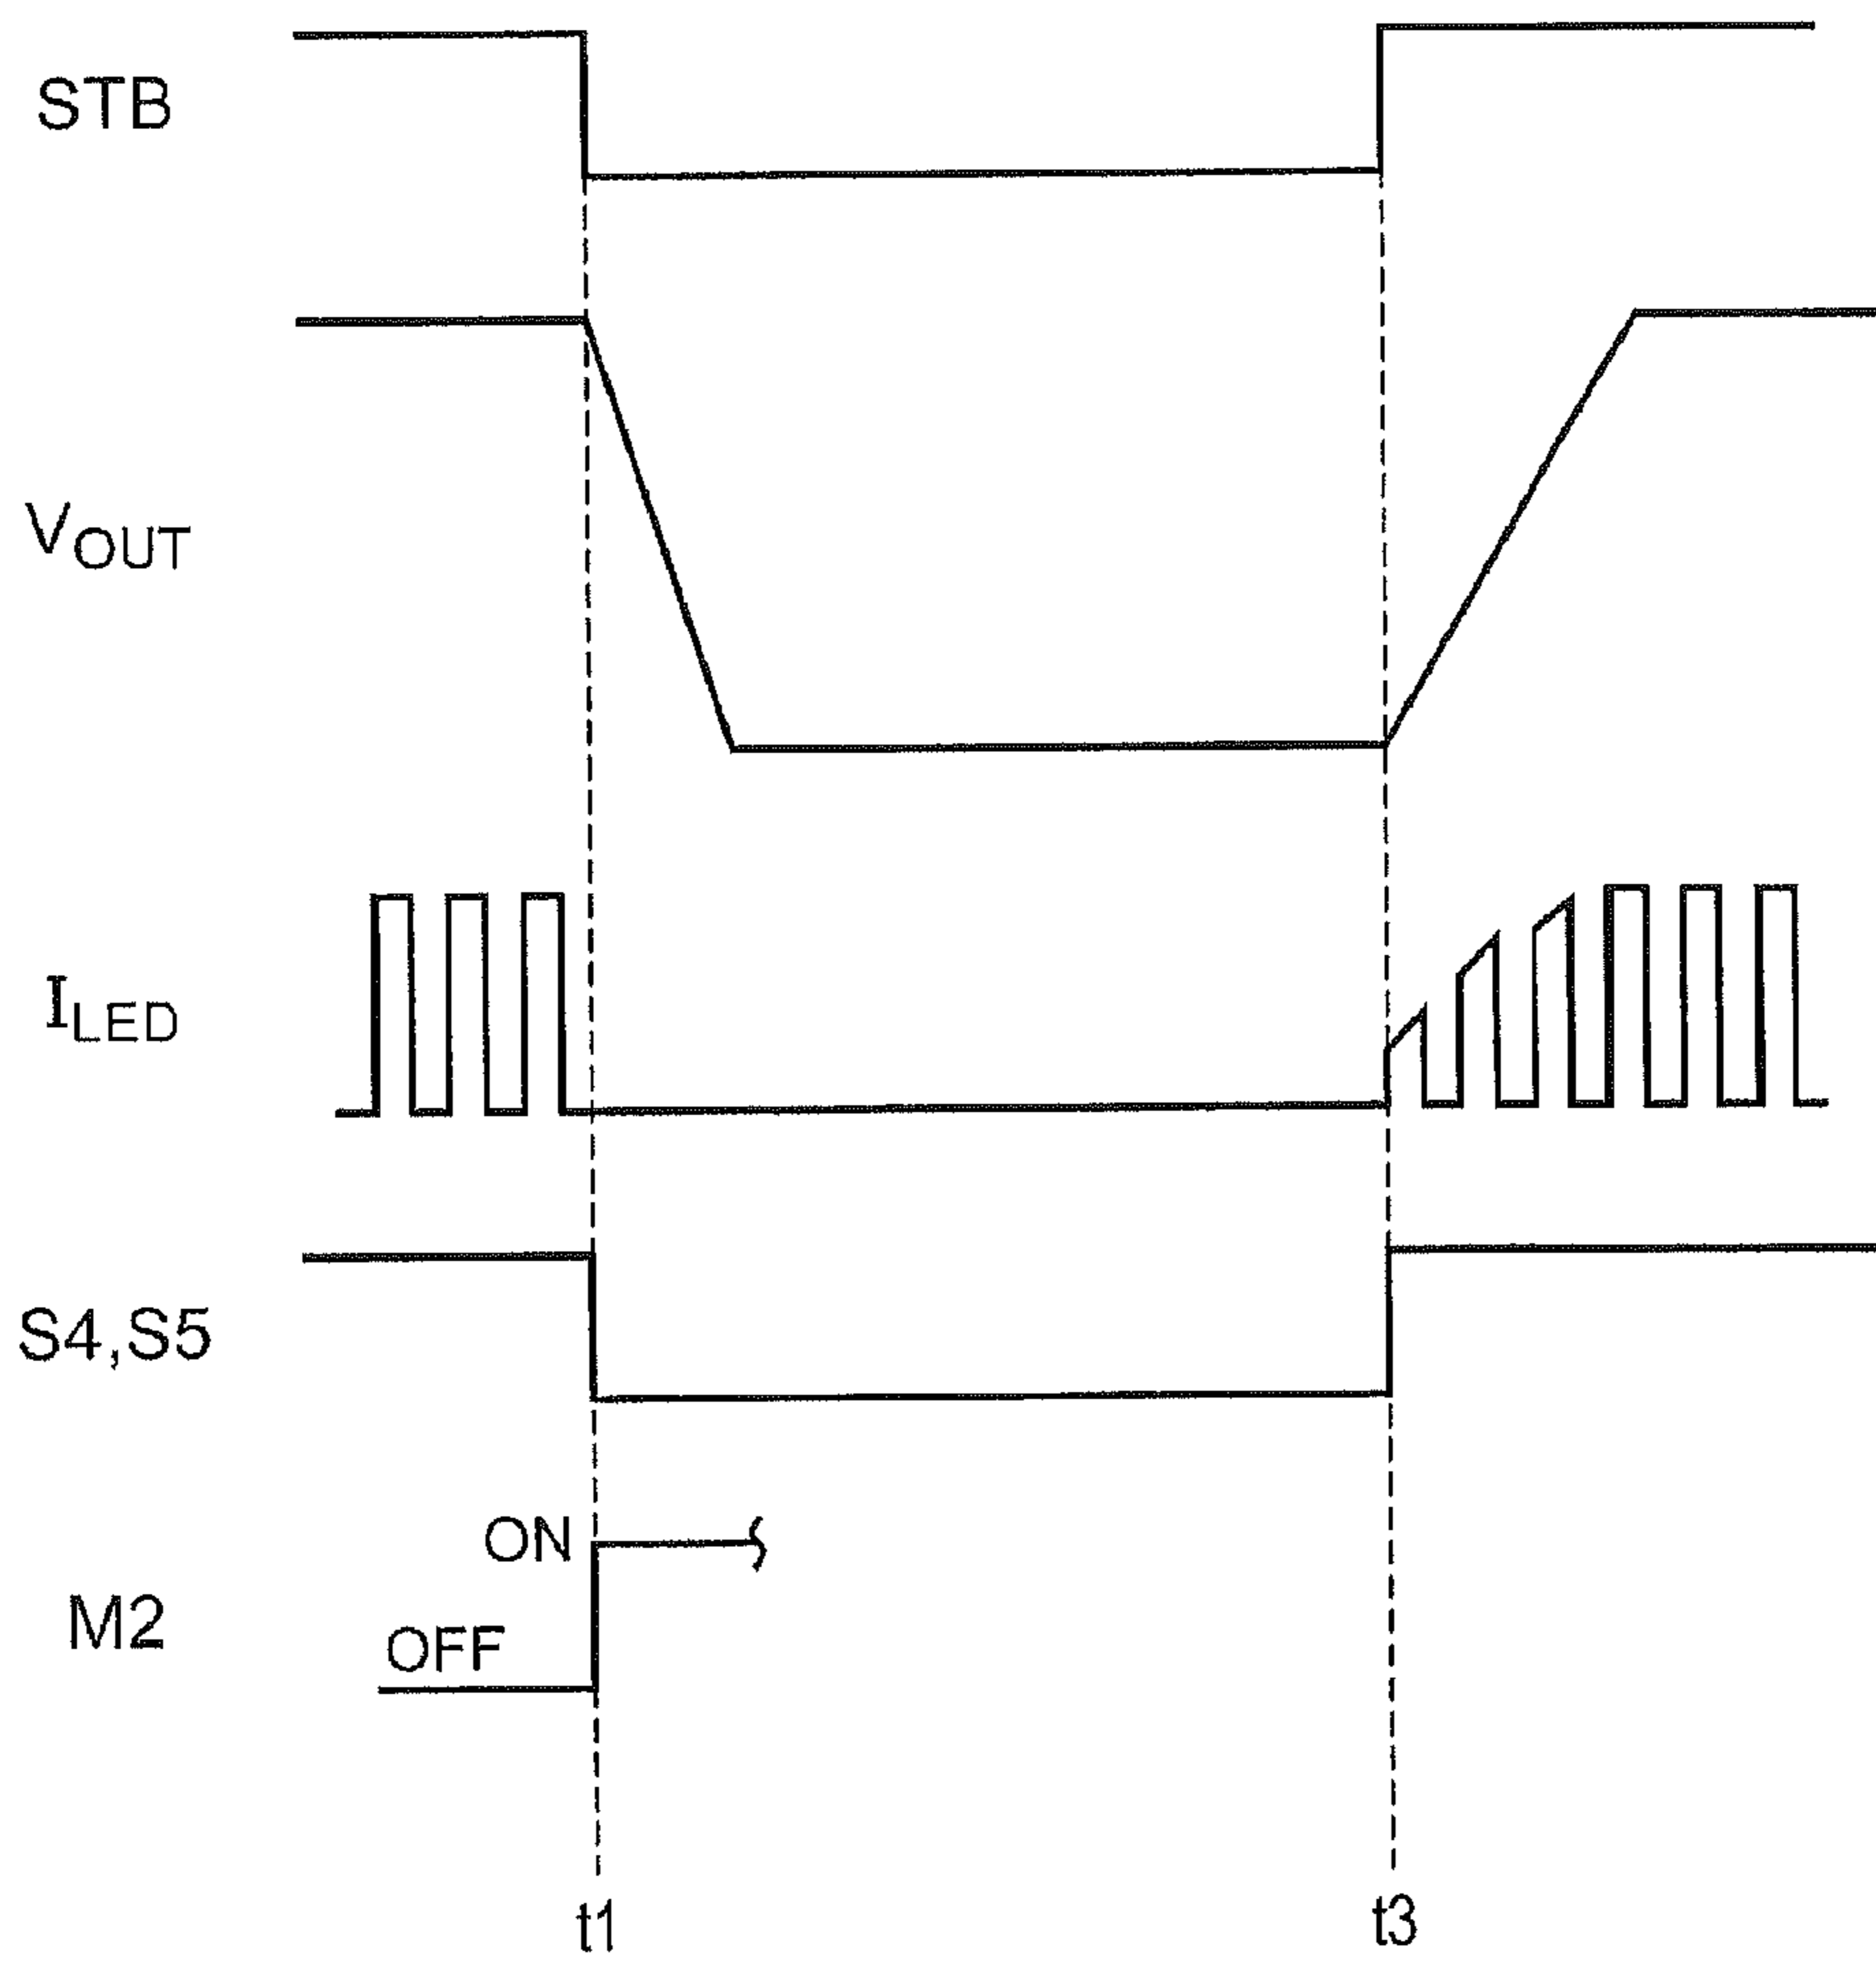 STB
VOUT
ILED
S4,S5
ON
M2
OFF
t1
t3